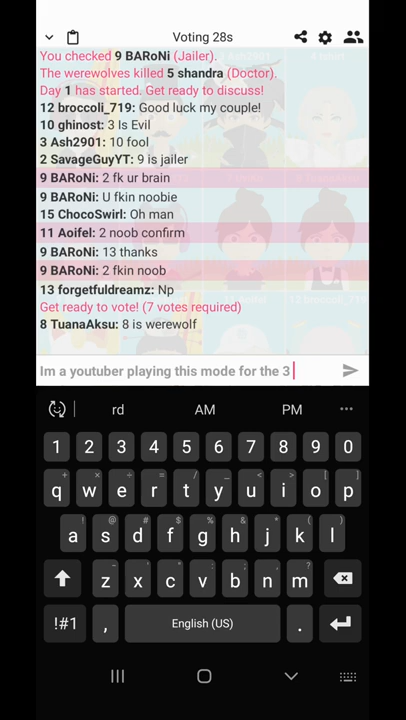 Voting 28s
You checked 9 BARoNi (Jailer).
The werewolves killed 5 shandra (Doctor).
Day 1 has started. Get ready to discuss!
12 broccoli_719: Good luck my couple!
10 ghinost: 3 Is Evil
3 Ash2901: 10 fool
2 SavageGuyYT: 9 is jailer
9 BARoNi: 2 fk ur brain
9 BARoNi: U fkin noobie
15 ChocoSwirl: Oh man
11 Aoifel: 2 noob confirm
9 BARoNi: 13 thanks
9 BARoNi: 2 fkin noob
13 forgetfuldreamz: Np
Get ready to vote! (7 votes required)
8 TuanaAksu: 8 is werewolf
Im a youtuber playing this mode for the 3
rd AM PM ...
1 2 3 4 5 6 7 8 9 0
+ × ÷ = / _ < > [ ]
q w e r t y u i o p
! @ # $ % ^ & * ( )
a s d f g h j k l
- ' " : ; , ?
z x c v b n m
!#1 , English (US) .